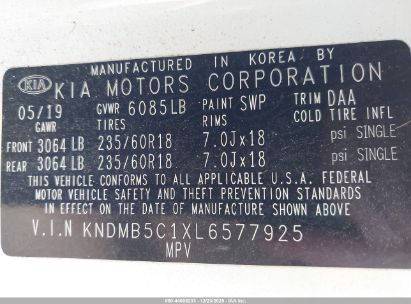 MANUFACTURED IN KOREA BY
KIA KIA MOTORS CORPORATION
05/19 GVWR 6085LB PAINT SWP TRIM DAA
GAWR TIRES RIMS COLD TIRE INFL
FRONT 3064 LB 235/60R18 7.0Jx18 psi SINGLE
REAR 3064 LB 235/60R18 7.0Jx18 psi SINGLE
THIS VEHICLE CONFORMS TO ALL APPLICABLE U.S.A. FEDERAL
MOTOR VEHICLE SAFETY AND THEFT PREVENTION STANDARDS
IN EFFECT ON THE DATE OF MANUFACTURE SHOWN ABOVE
V.I.N KNDMB5C1XL6577925
MPV